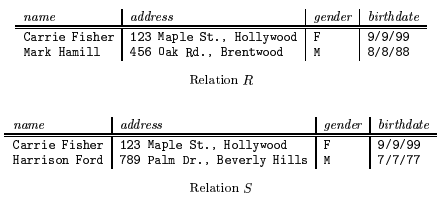 name address gender birthdate
Carrie Fisher 123 Maple St., Hollywood F 9/9/99
Mark Hamill 456 Oak Rd., Brentwood M 8/8/88
Relation R
name address gender birthdate
Carrie Fisher 123 Maple St., Hollywood F 9/9/99
Harrison Ford 789 Palm Dr., Beverly Hills M 7/7/77
Relation S